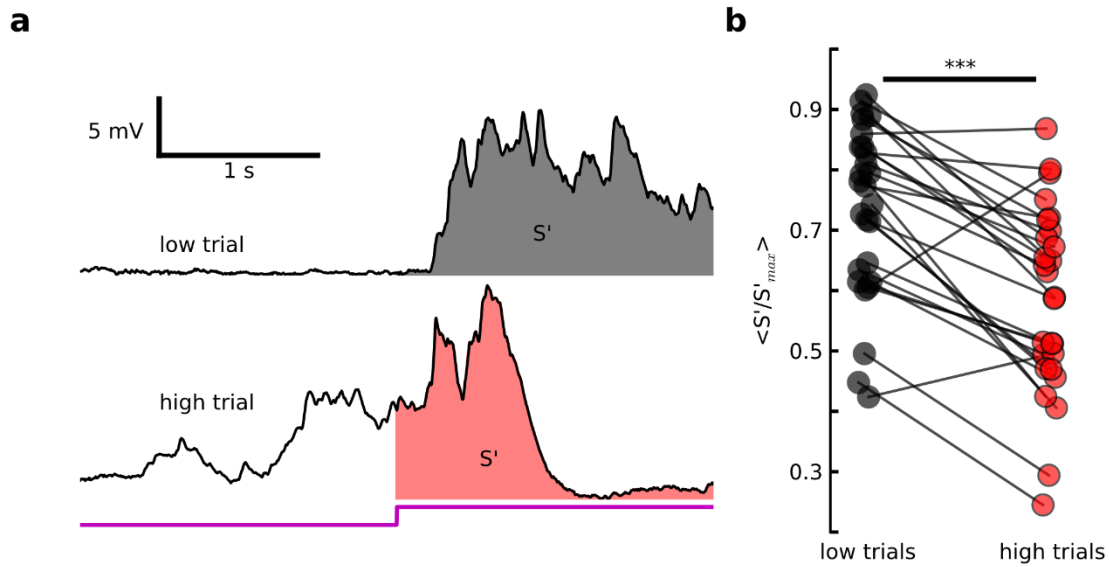 a
5 mV
1 s
low trial
S'
high trial
S'
b
***
0.9
0.7
0.5
0.3
<S'/S'max>
low trials
high trials